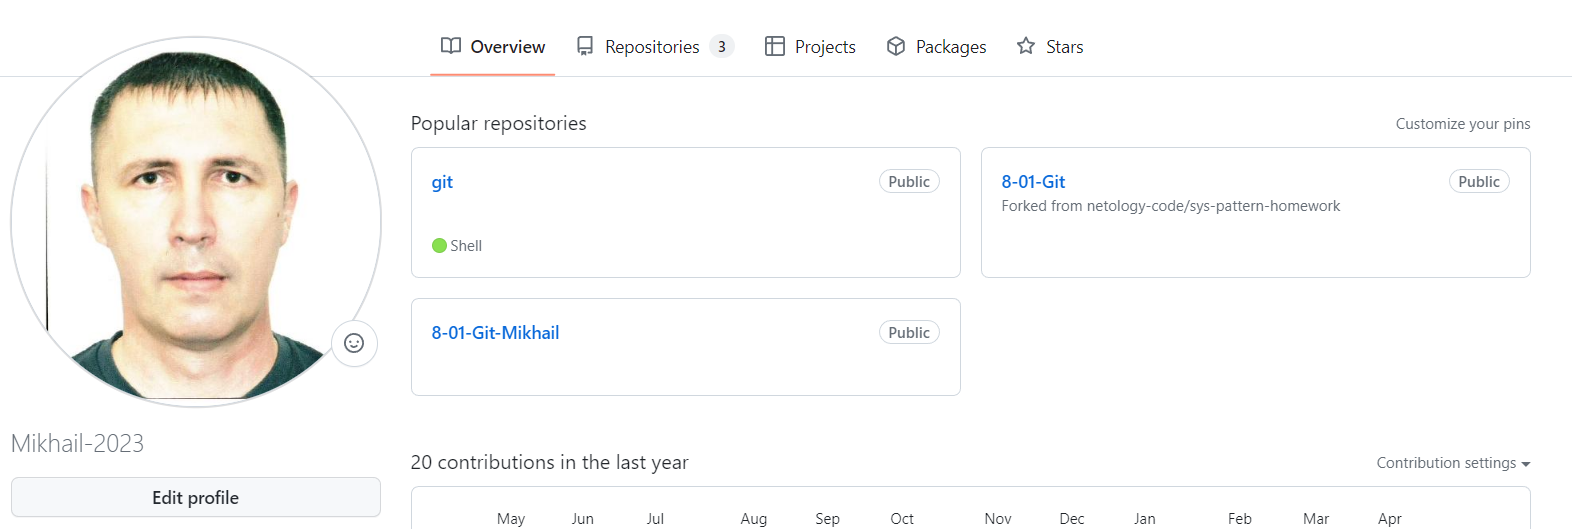 Overview Repositories 3 Projects Packages Stars
Popular repositories Customize your pins
git Public
Shell
8-01-Git Public
Forked from netology-code/sys-pattern-homework
8-01-Git-Mikhail Public
Mikhail-2023
Edit profile
20 contributions in the last year Contribution settings
May Jun Jul Aug Sep Oct Nov Dec Jan Feb Mar Apr